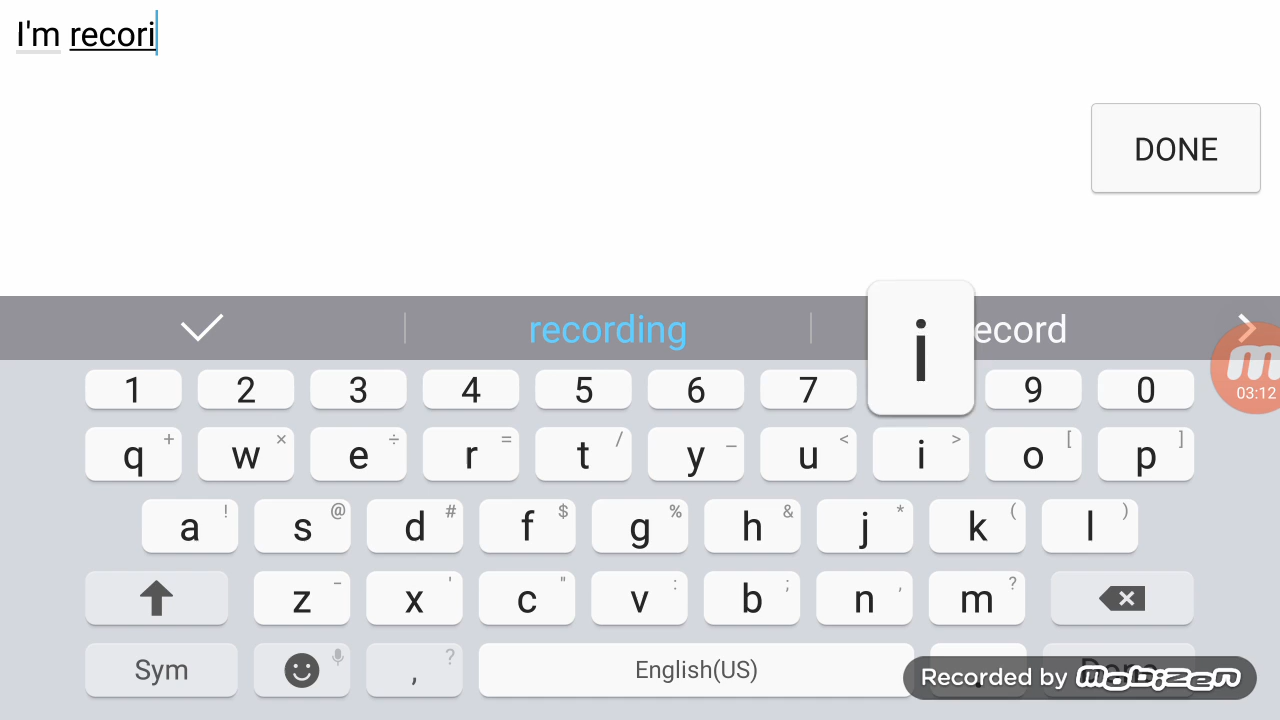 I'm recori
DONE
recording
ecord
i
03:12
1 2 3 4 5 6 7 9 0
q + w × e ÷ r = t / y _ u < i > o [ p ]
a ! s @ d # f $ g % h & j * k ( l )
z - x ' c " v : b ; n , m ?
Sym , ? English(US)
Recorded by mobizen